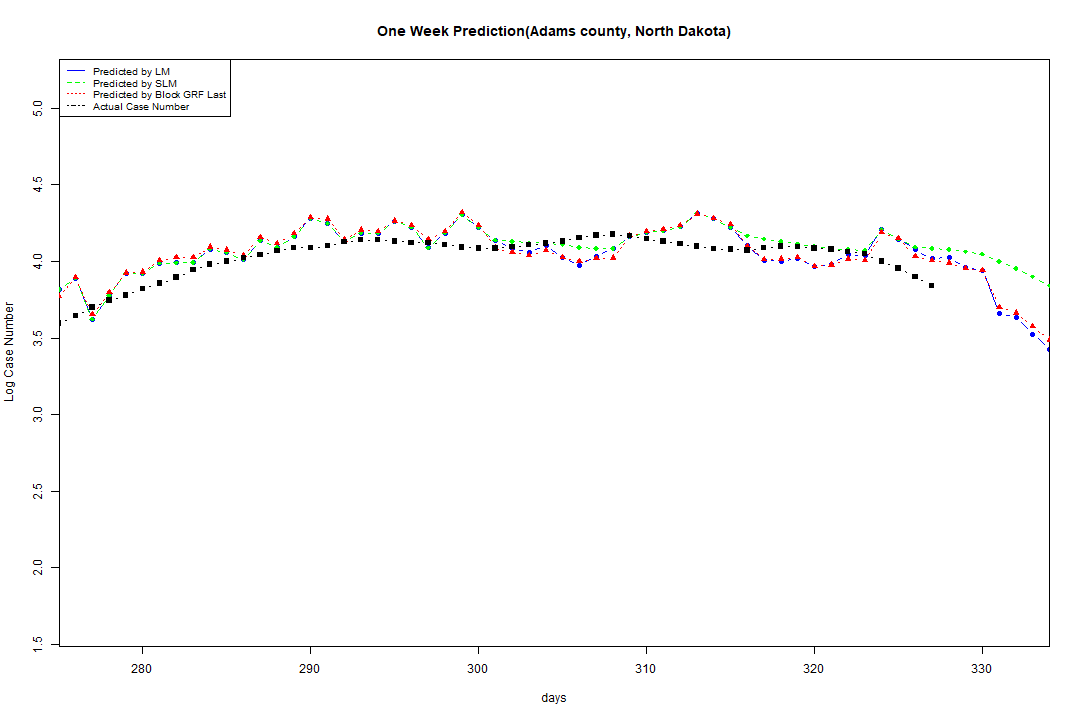 One Week Prediction(Adams county, North Dakota)
Predicted by LM
Predicted by SLM
Predicted by Block GRF Last
Actual Case Number
5.0
4.5
4.0
3.5
3.0
2.5
2.0
1.5
Log Case Number
280 290 300 310 320 330
days